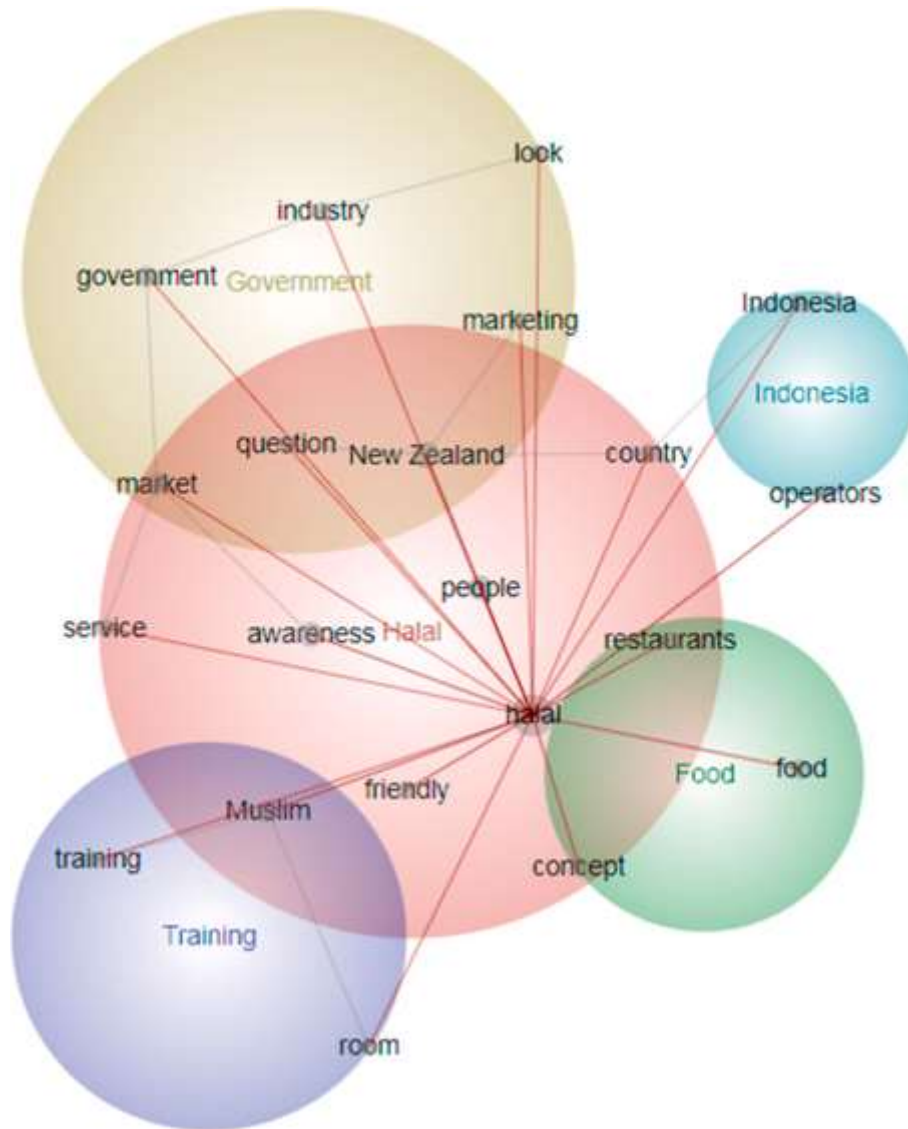 look
industry
government
Government
Indonesia
marketing
Indonesia
question
New Zealand
country
market
operators
people
service
awareness
Halal
restaurants
halal
Food
food
friendly
Muslim
training
concept
Training
room